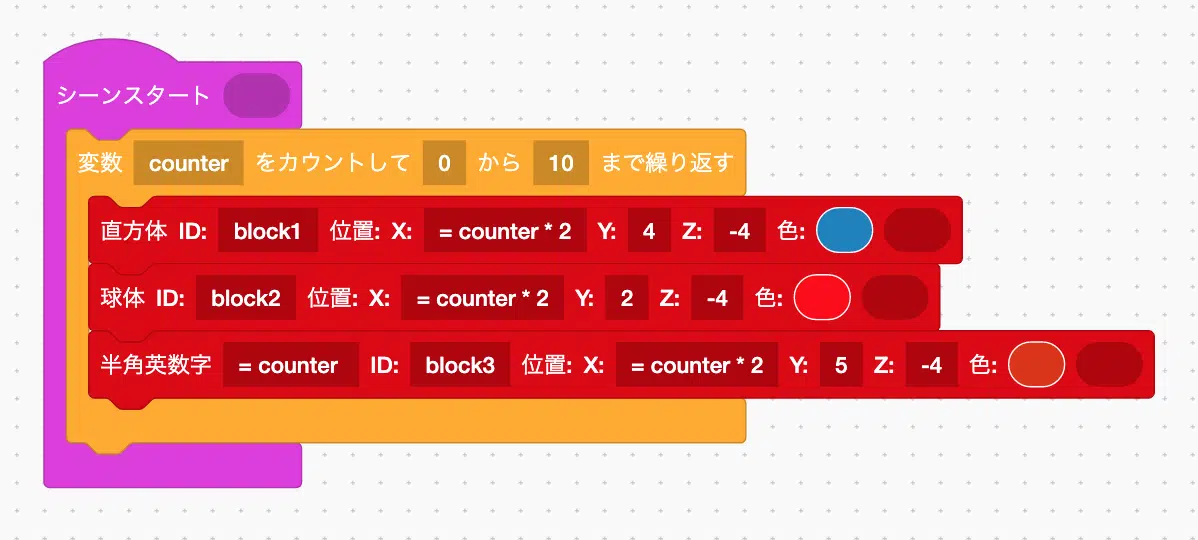 シーンスタート
変数 counter をカウントして 0 から 10 まで繰り返す
直方体 ID: block1 位置: X: = counter * 2 Y: 4 Z: -4 色:
球体 ID: block2 位置: X: = counter * 2 Y: 2 Z: -4 色:
半角英数字 = counter ID: block3 位置: X: = counter * 2 Y: 5 Z: -4 色: